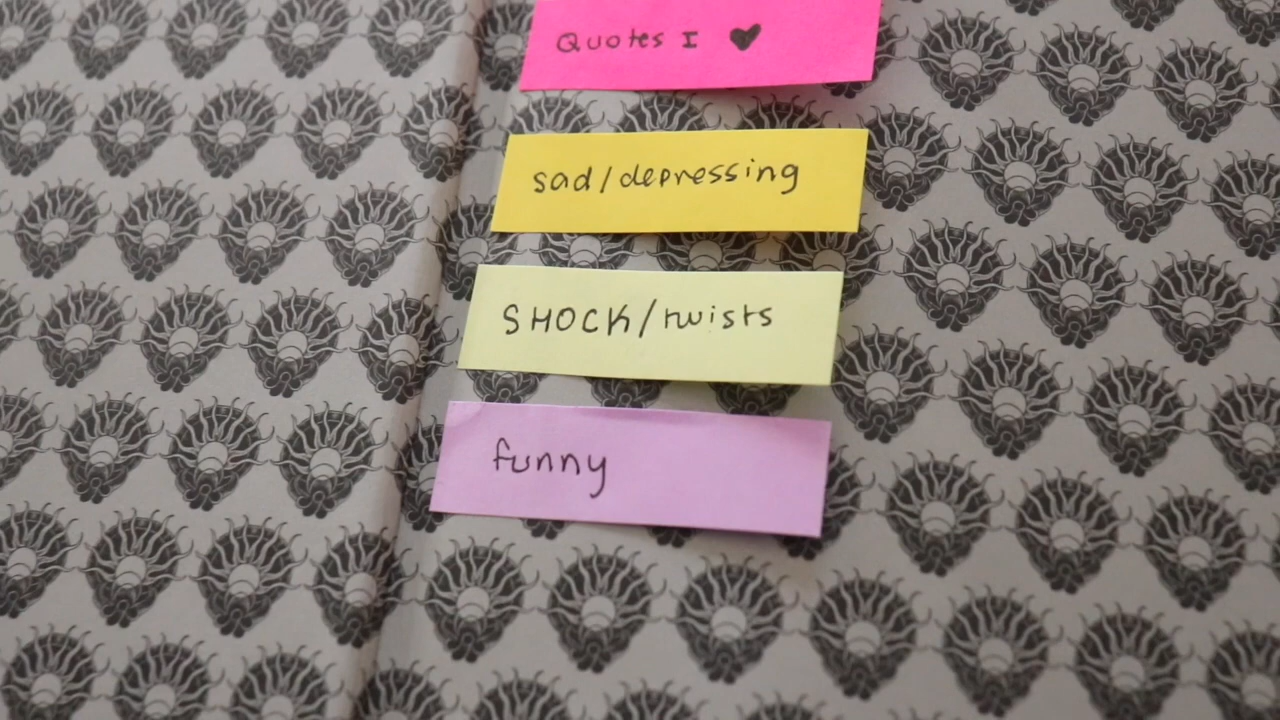 Quotes I ♥
sad/depressing
SHOCK/twists
funny